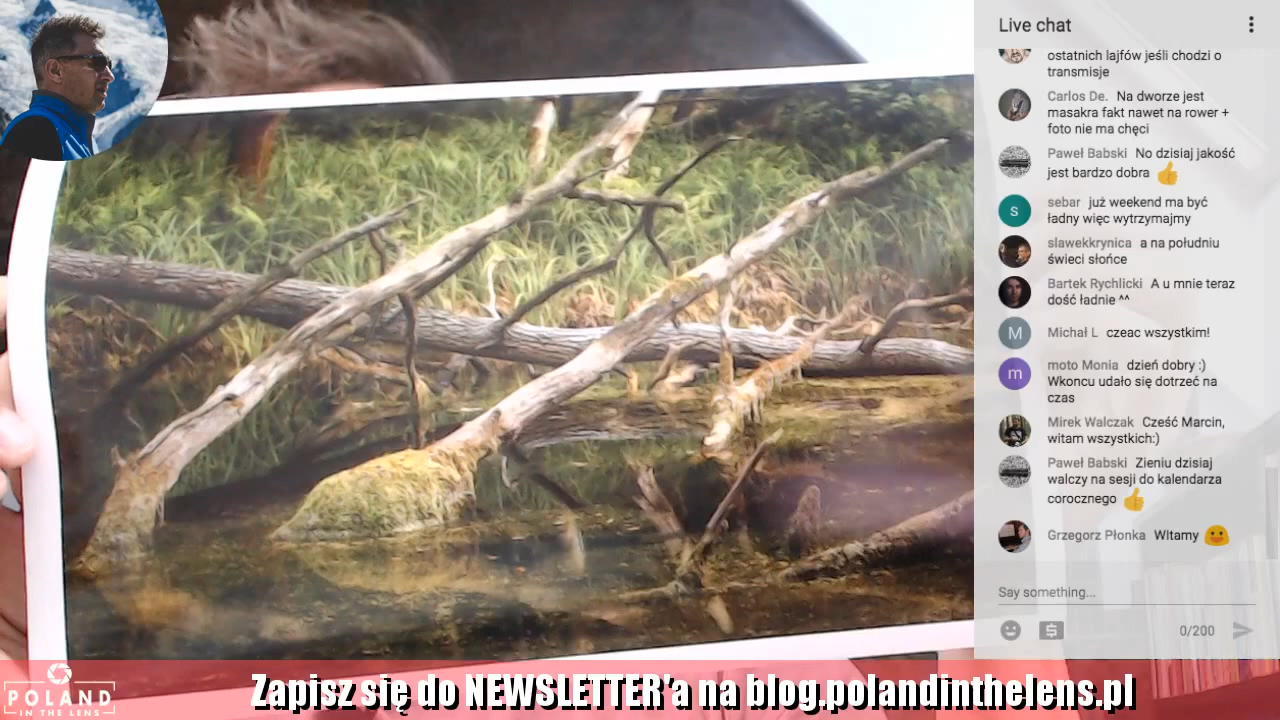 Live chat
ostatnich lajfów jeśli chodzi o
transmisje
Carlos De. Na dworze jest
masakra fakt nawet na rower +
foto nie ma chęci
Paweł Babski No dzisiaj jakość
jest bardzo dobra
sebar już weekend ma być
ładny więc wytrzymajmy
slawekkrynica a na południu
świeci słońce
Bartek Rychlicki A u mnie teraz
dość ładnie ^^
Michał L czeac wszystkim!
moto Monia dzień dobry :)
Wkoncu udało się dotrzeć na
czas
Mirek Walczak Cześć Marcin,
witam wszystkich:)
Paweł Babski Zieniu dzisiaj
walczy na sesji do kalendarza
corocznego
Grzegorz Płonka WItamy
Say something...
0/200
POLAND
IN THE LENS
Zapisz się do NEWSLETTER'a na blog.polandinthelens.pl